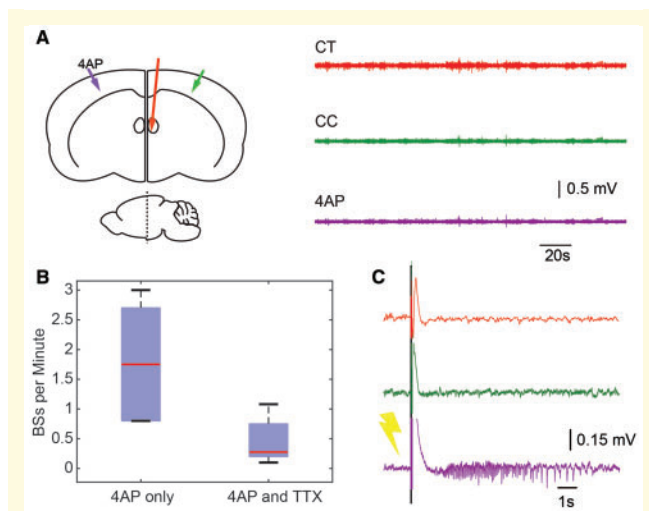 A
4AP
CT
CC
4AP
0.5 mV
20s
B
BSs per Minute
3
2.5
2
1.5
1
0.5
0
4AP only
4AP and TTX
C
0.15 mV
1s